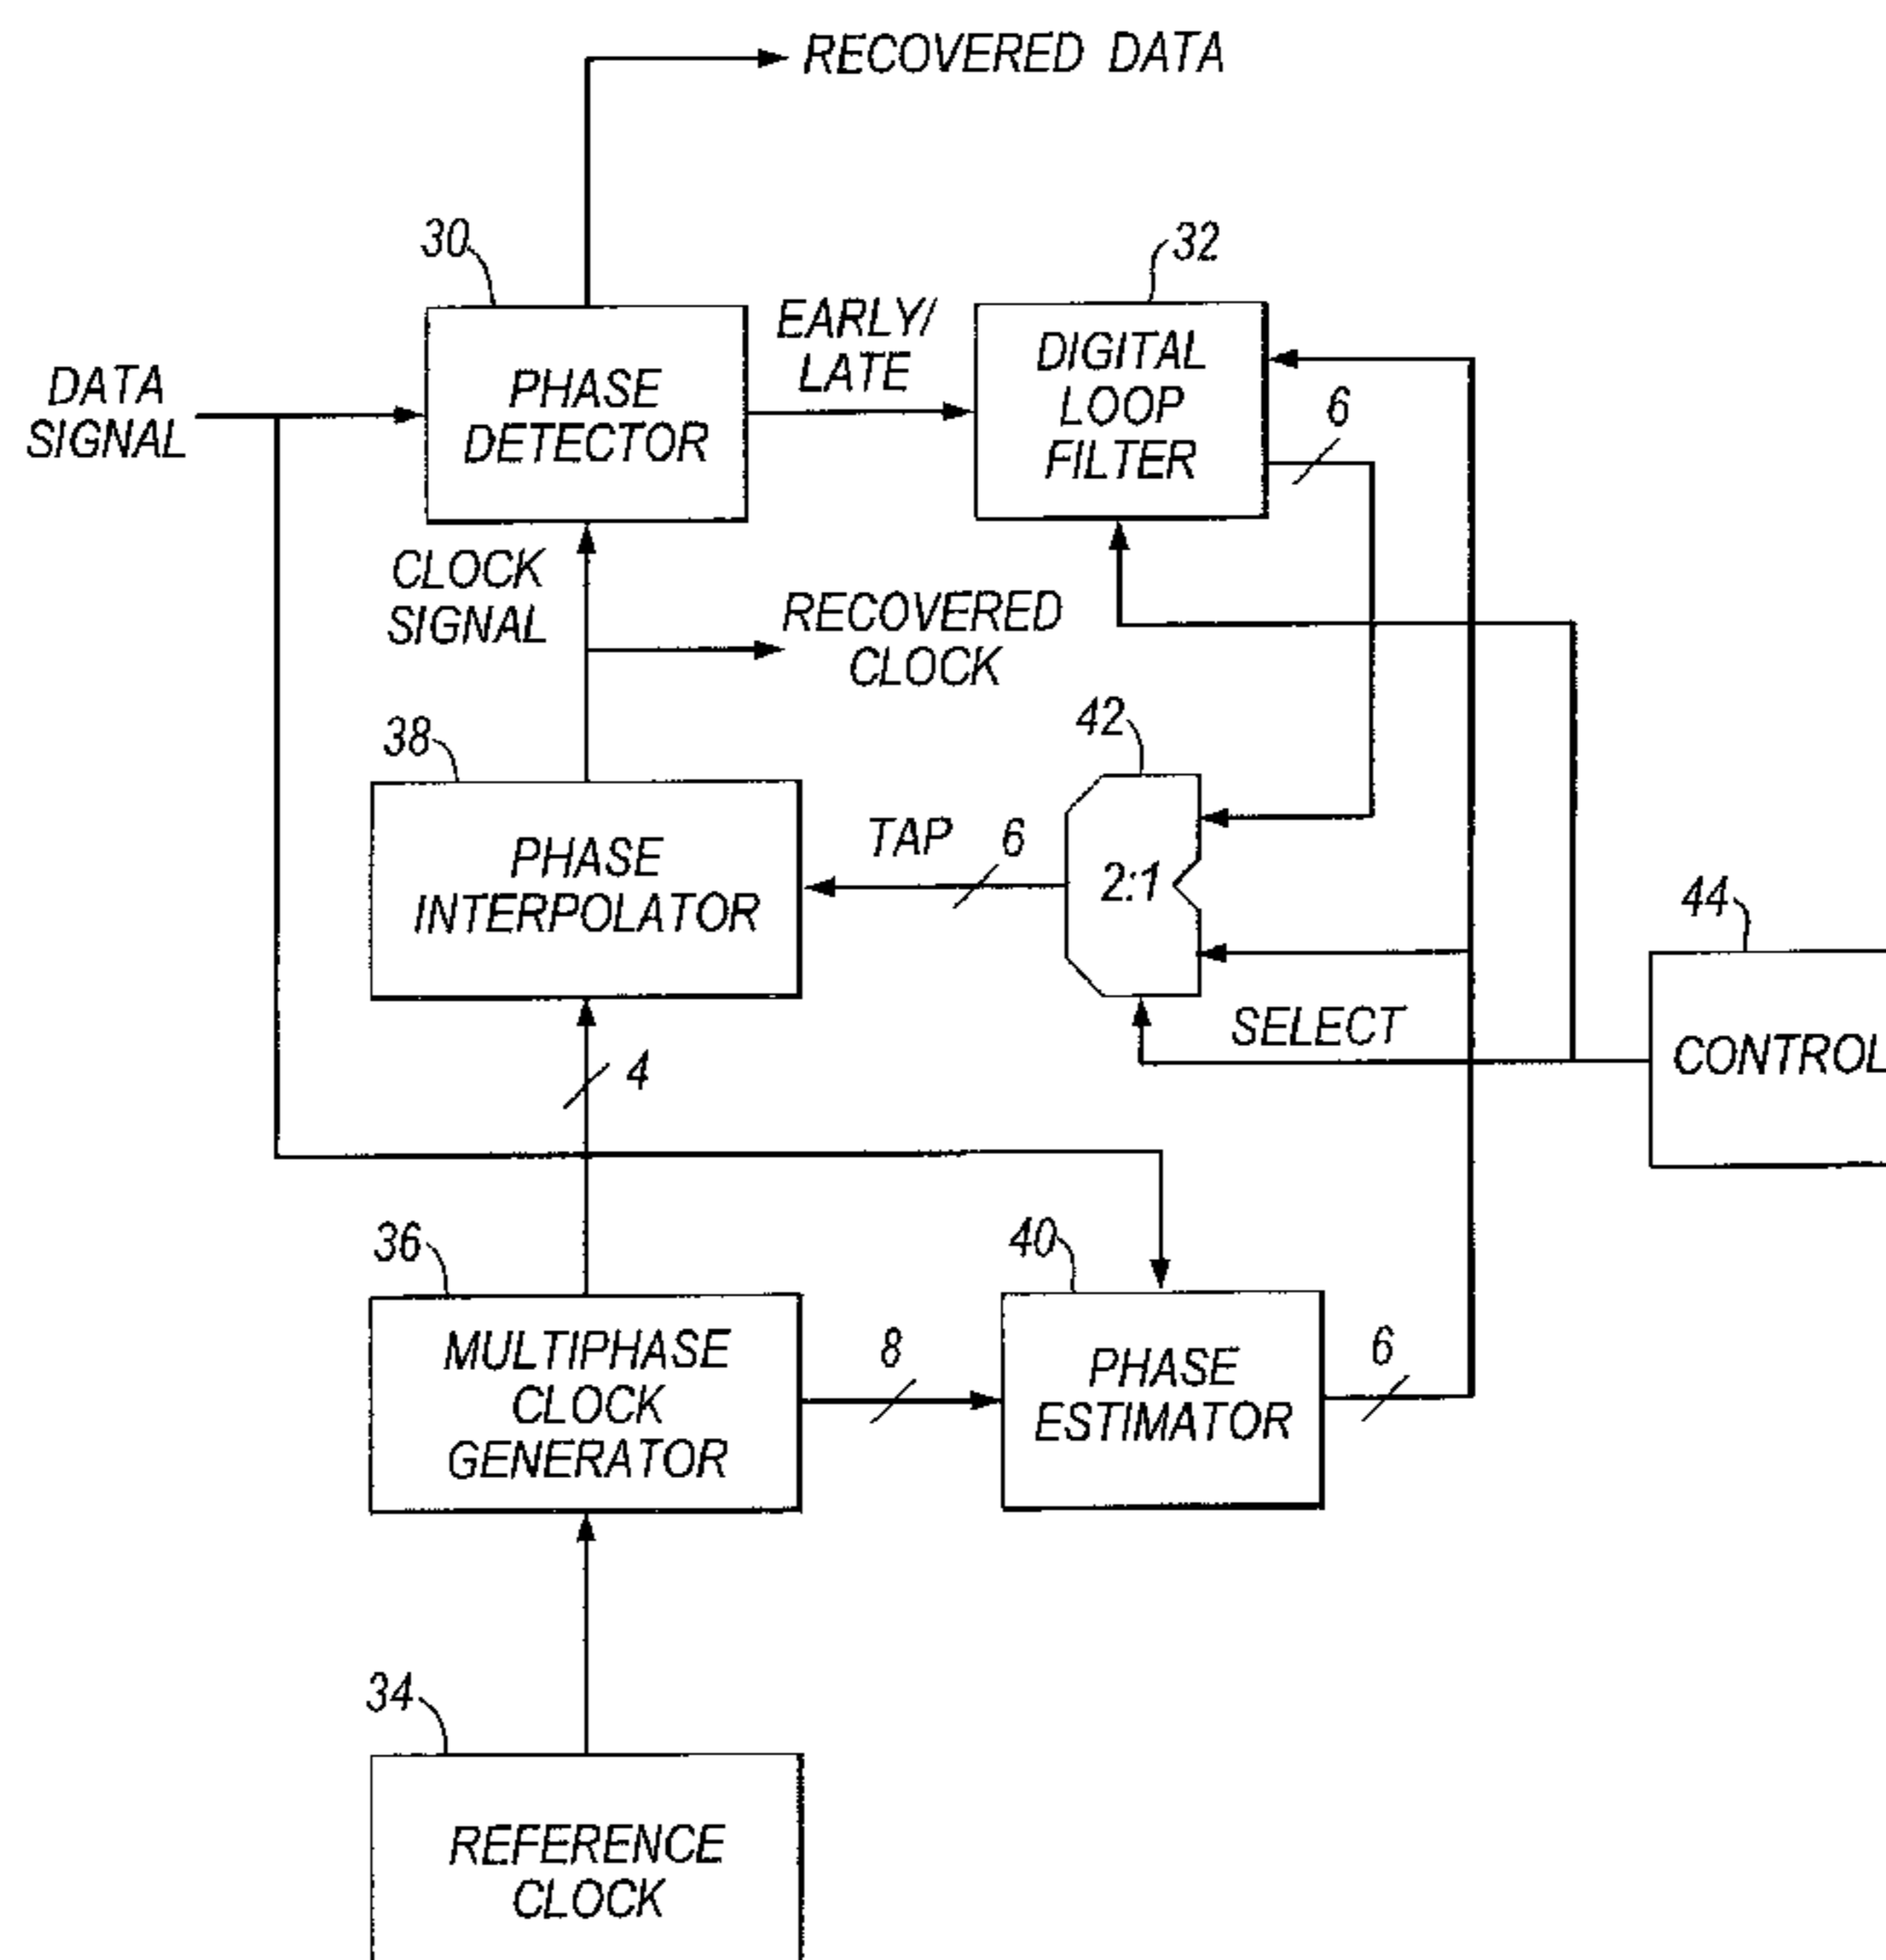 RECOVERED DATA
30
32
EARLY/
LATE
DIGITAL
LOOP
FILTER
6
DATA
SIGNAL
PHASE
DETECTOR
CLOCK
SIGNAL
RECOVERED
CLOCK
38
42
PHASE
INTERPOLATOR
TAP
6
2:1
44
SELECT
CONTROL
4
36
40
MULTIPHASE
CLOCK
GENERATOR
8
PHASE
ESTIMATOR
6
34
REFERENCE
CLOCK